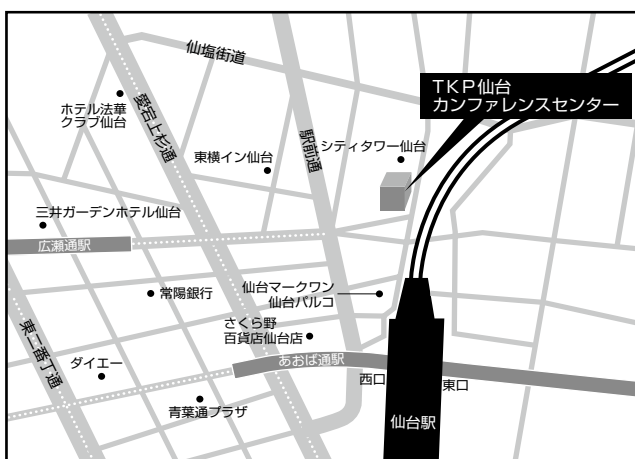 仙塩街道
TKP仙台
カンファレンスセンター
ホテル法華
クラブ仙台
愛宕上杉通
駅前通
シティタワー仙台
東横イン仙台
三井ガーデンホテル仙台
広瀬通駅
常陽銀行
仙台マークワン
仙台パルコ
さくら野
百貨店仙台店
東二番丁通
ダイエー
あおば通駅
西口
東口
青葉通プラザ
仙台駅